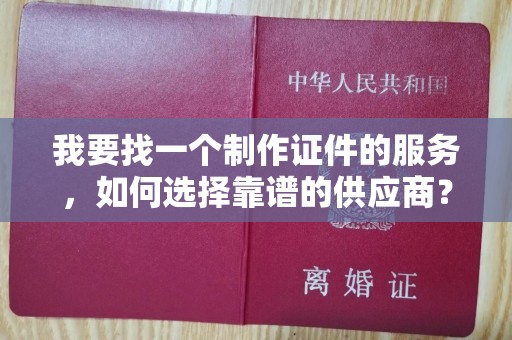 中华人民共和国
我要找一个制作证件的服务
，如何选择靠谱的供应商？
离婚证